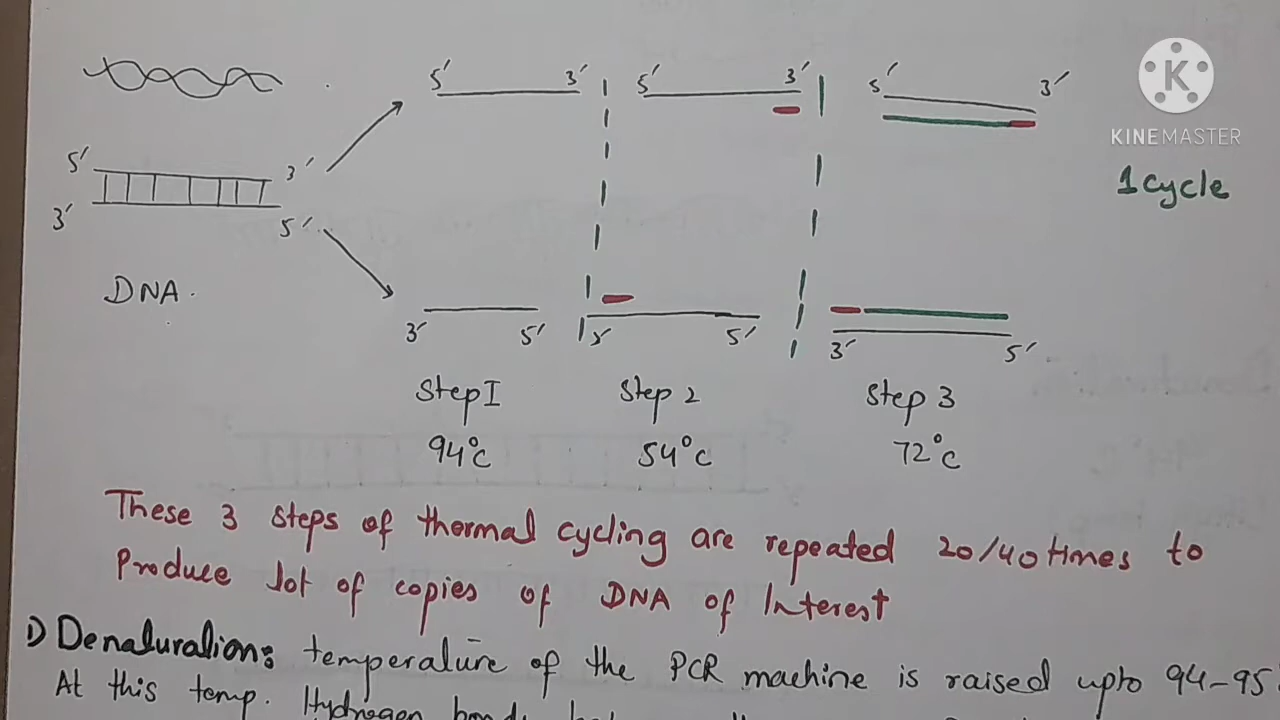 5′ 3′ 5′ 3′ 5′ 3′
KINEMASTER
1 cycle
5′ 3′
3′ 5′
DNA.
3′ 5′ 5′ 3′ 5′
Step I Step 2 Step 3
94°C 54°C 72°C
These 3 steps of thermal cycling are repeated 20/40 times to
Produce lot of copies of DNA of Interest
1) Denaturation: temperature of the PCR machine is raised upto 94-95
At this temp. Hydrogen bonds